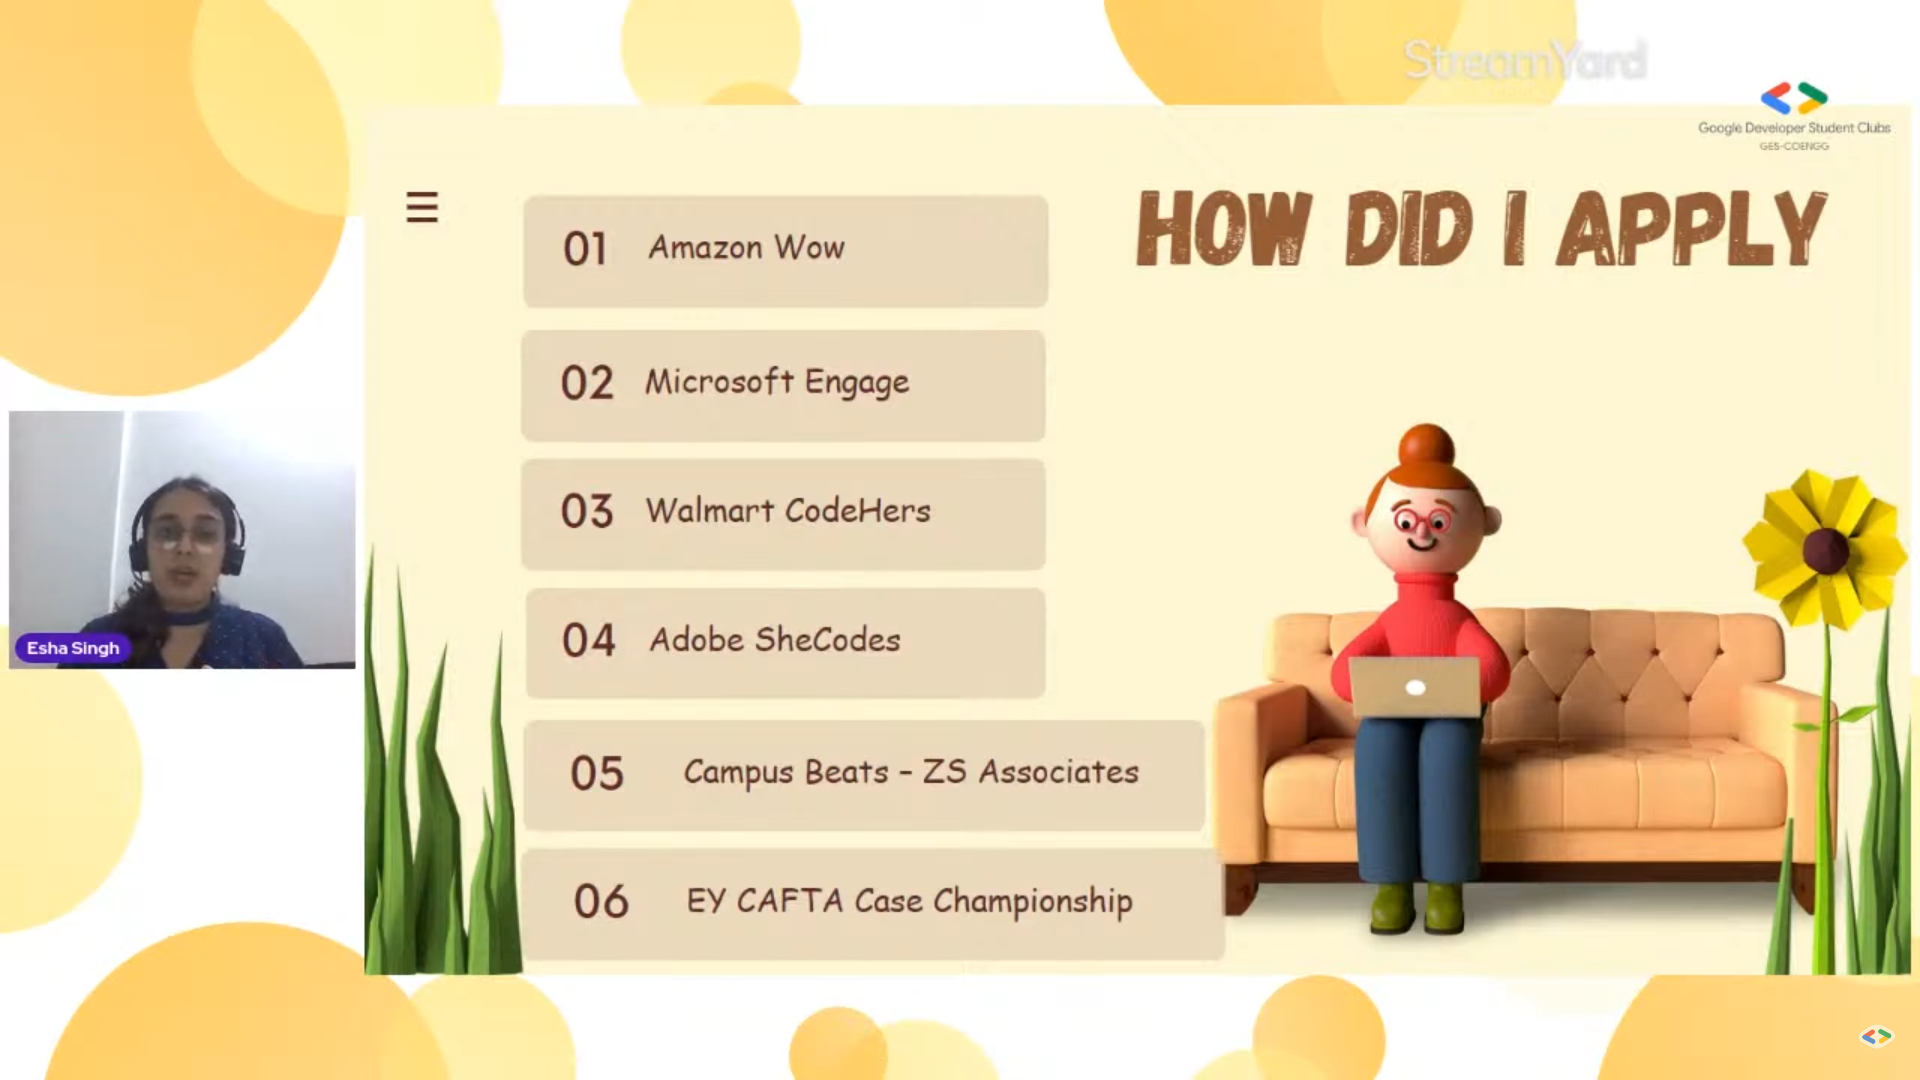 StreamYard
Google Developer Student Clubs
GES-COENGG
HOW DID I APPLY
01 Amazon Wow
02 Microsoft Engage
03 Walmart CodeHers
04 Adobe SheCodes
05 Campus Beats – ZS Associates
06 EY CAFTA Case Championship
Esha Singh